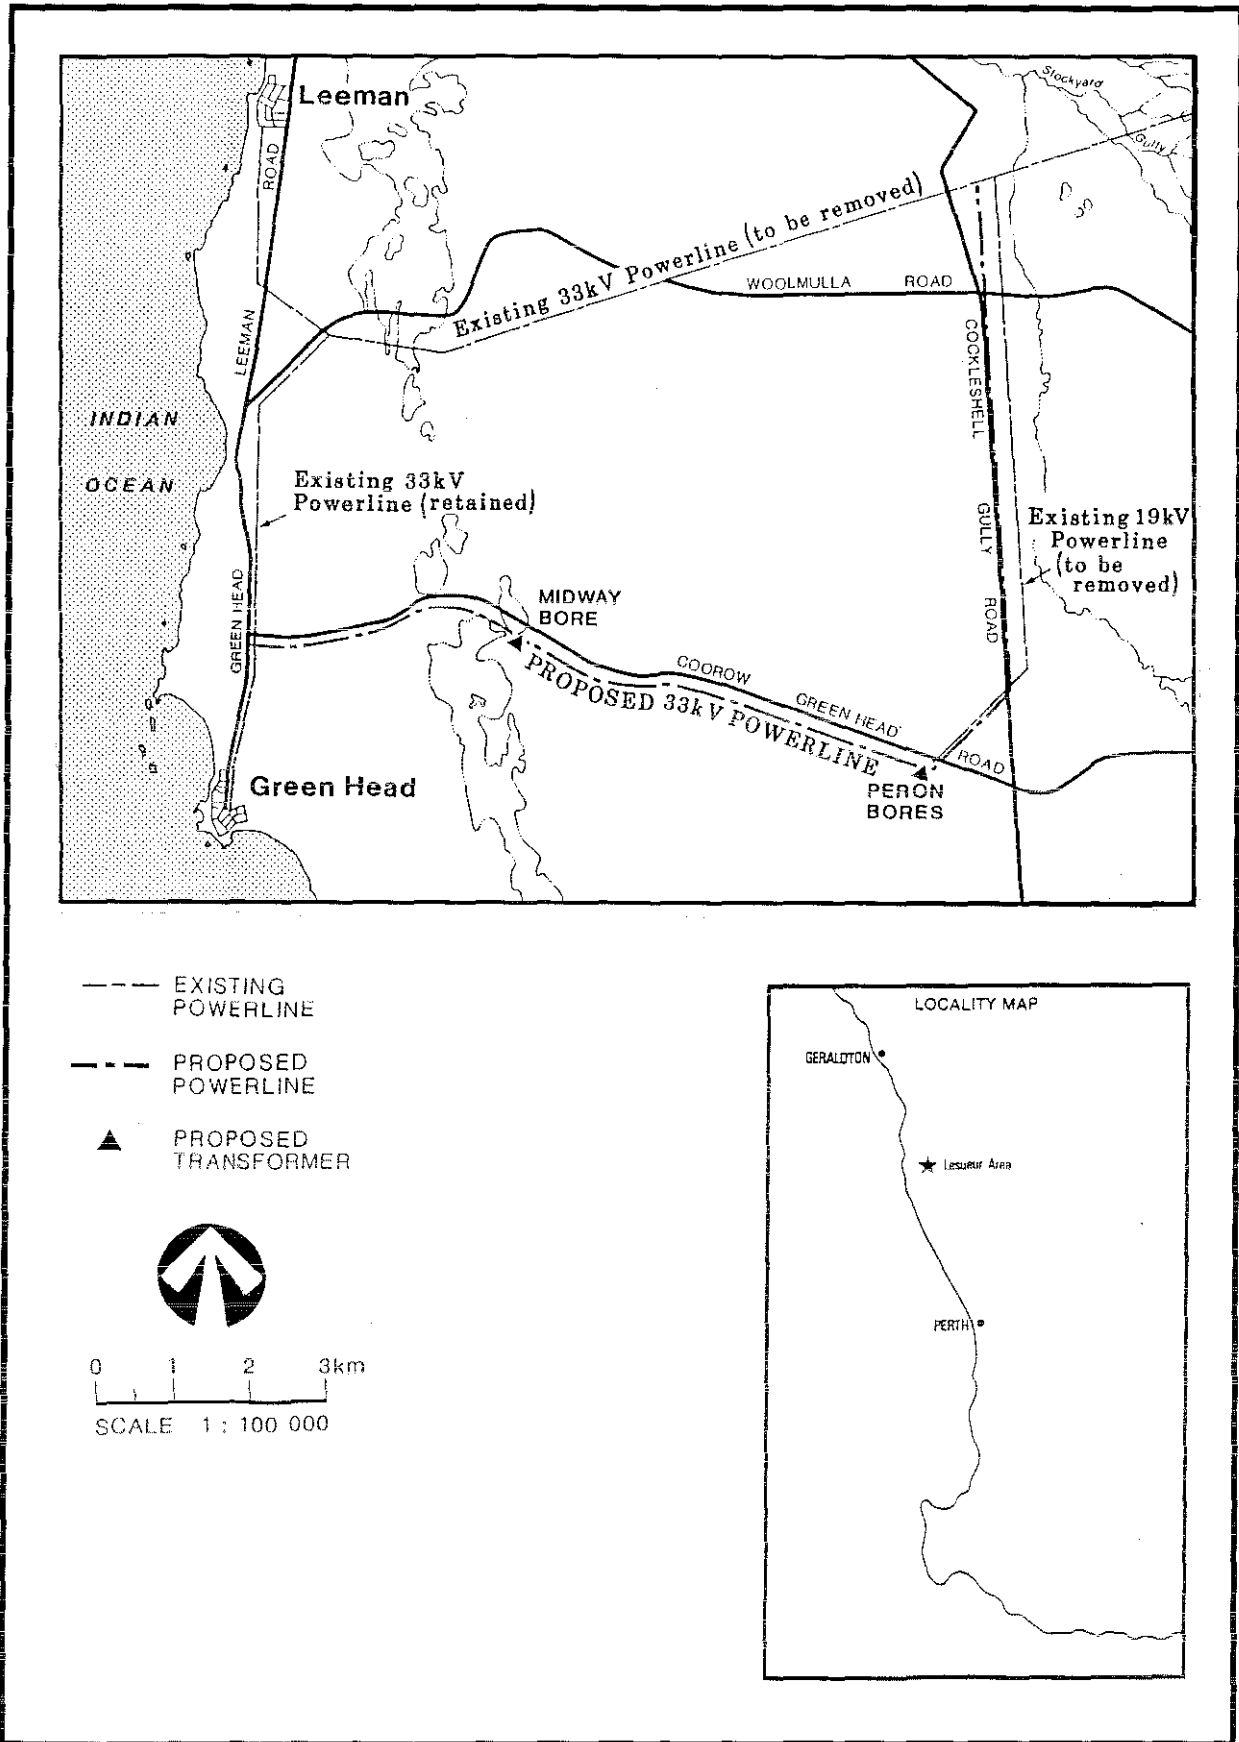 Leeman
Stockyard
Gully
ROAD
Existing 33kV Powerline (to be removed)
WOOLMULLA ROAD
LEEMAN
COCKLESHELL
INDIAN
OCEAN
Existing 33kV
Powerline (retained)
GULLY
Existing 19kV
Powerline
(to be
removed)
GREEN HEAD
MIDWAY
BORE
ROAD
PROPOSED 33kV POWERLINE
COOROW GREEN HEAD ROAD
Green Head
PERON
BORES
EXISTING
POWERLINE
PROPOSED
POWERLINE
PROPOSED
TRANSFORMER
0 1 2 3km
SCALE 1 : 100 000
LOCALITY MAP
GERALDTON
Lesueur Area
PERTH